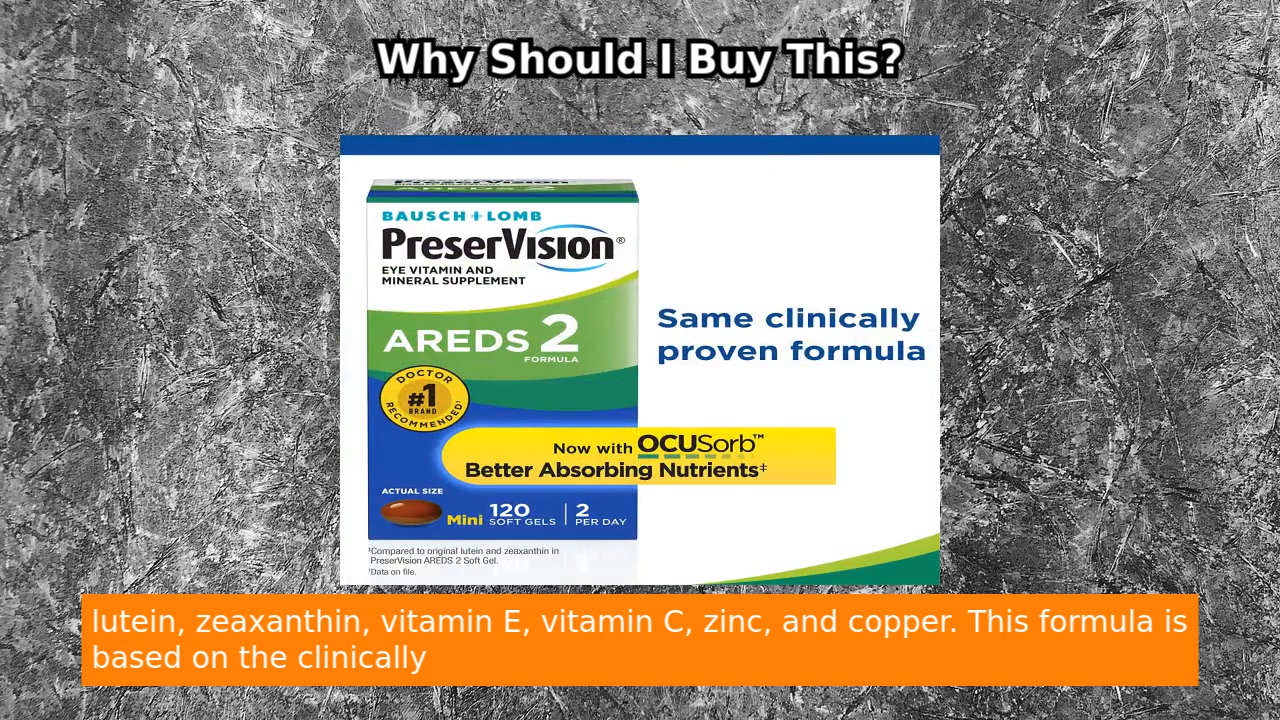 Why Should I Buy This?
BAUSCH + LOMB
PreserVision®
EYE VITAMIN AND
MINERAL SUPPLEMENT
AREDS 2
FORMULA
DOCTOR
#1
BRAND
RECOMMENDED†
Same clinically
proven formula
Now with OCUSorb™
Better Absorbing Nutrients‡
ACTUAL SIZE
Mini 120 SOFT GELS | 2 PER DAY
‡Compared to original lutein and zeaxanthin in
PreserVision AREDS 2 Soft Gel.
†Data on file.
lutein, zeaxanthin, vitamin E, vitamin C, zinc, and copper. This formula is
based on the clinically